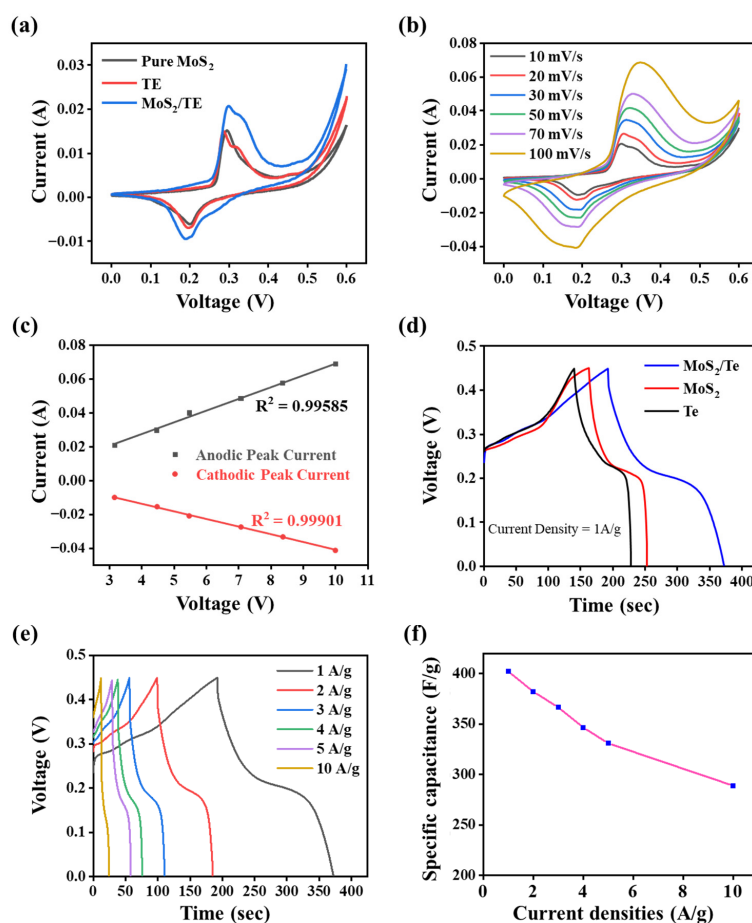 (a)
Pure MoS₂
TE
MoS₂/TE
0.03
0.02
0.01
0.00
−0.01
Current (A)
0.0 0.1 0.2 0.3 0.4 0.5 0.6
Voltage (V)
(b)
10 mV/s
20 mV/s
30 mV/s
50 mV/s
70 mV/s
100 mV/s
0.08
0.06
0.04
0.02
0.00
−0.02
−0.04
Current (A)
0.0 0.1 0.2 0.3 0.4 0.5 0.6
Voltage (V)
(c)
0.08
0.06
0.04
0.02
0.00
−0.02
−0.04
Current (A)
R² = 0.99585
Anodic Peak Current
Cathodic Peak Current
R² = 0.99901
3 4 5 6 7 8 9 10 11
Voltage (V)
(d)
MoS₂/Te
MoS₂
Te
0.5
0.4
0.3
0.2
0.1
0.0
Voltage (V)
Current Density = 1A/g
0 50 100 150 200 250 300 350 400
Time (sec)
(e)
1 A/g
2 A/g
3 A/g
4 A/g
5 A/g
10 A/g
0.5
0.4
0.3
0.2
0.1
0.0
Voltage (V)
0 50 100 150 200 250 300 350 400
Time (sec)
(f)
400
350
300
250
200
Specific capacitance (F/g)
0 2 4 6 8 10
Current densities (A/g)